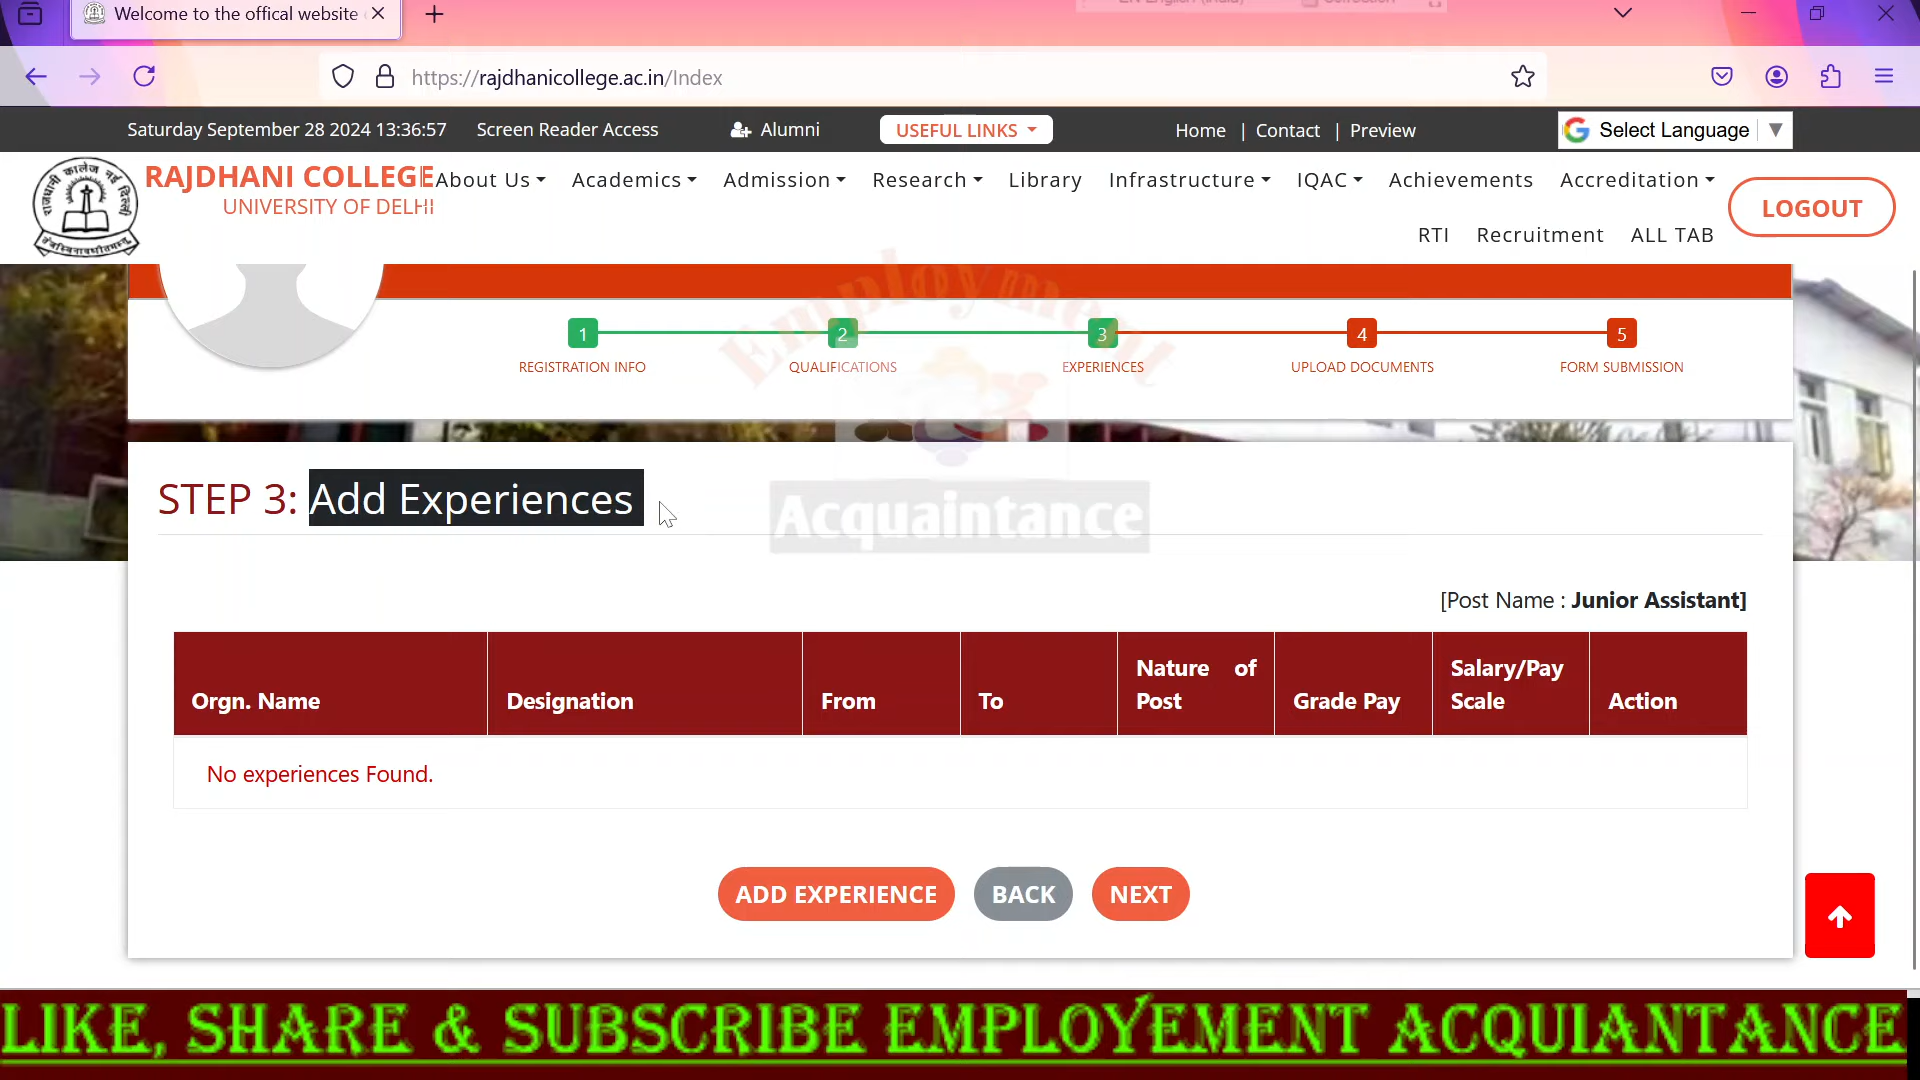 Welcome to the offical website
https://rajdhanicollege.ac.in/Index
Saturday September 28 2024 13:36:57
Screen Reader Access
Alumni
USEFUL LINKS
Home | Contact | Preview
Select Language
RAJDHANI COLLEGE
UNIVERSITY OF DELHI
About Us
Academics
Admission
Research
Library
Infrastructure
IQAC
Achievements
Accreditation
RTI
Recruitment
ALL TAB
LOGOUT
1
2
3
4
5
REGISTRATION INFO
QUALIFICATIONS
EXPERIENCES
UPLOAD DOCUMENTS
FORM SUBMISSION
Employment
Acquaintance
STEP 3: Add Experiences
[Post Name : Junior Assistant]
Orgn. Name
Designation
From
To
Nature of
Post
Grade Pay
Salary/Pay
Scale
Action
No experiences Found.
ADD EXPERIENCE
BACK
NEXT
LIKE, SHARE & SUBSCRIBE EMPLOYEMENT ACQUIANTANCE